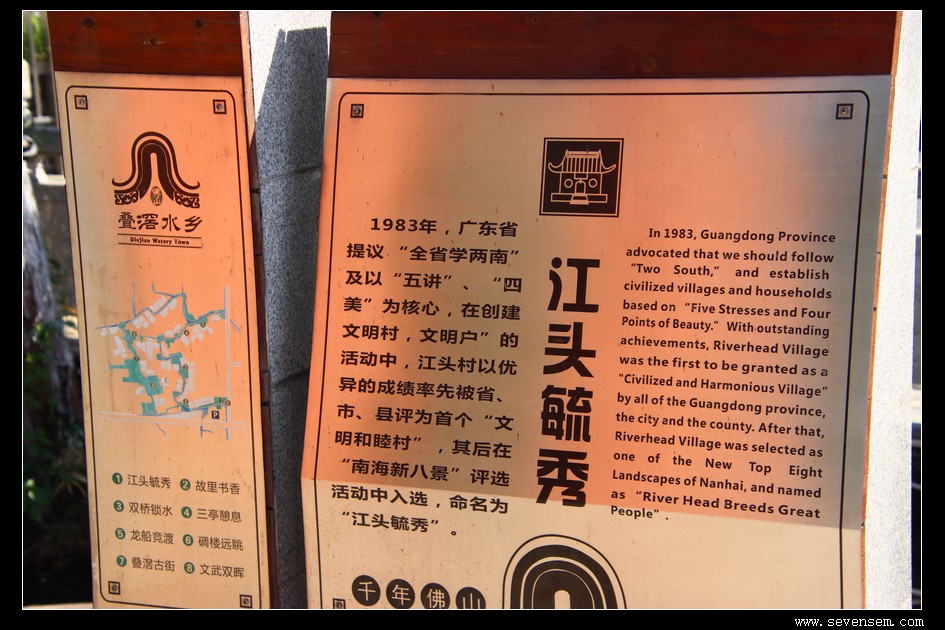 叠滘水乡
DieJiao Watery Town
P
1 江头毓秀 2 故里书香
3 双桥锁水 4 三亭憩息
5 龙船竞渡 6 碉楼远眺
7 叠滘古街 8 文武双晖
1983年，广东省
提议“全省学两南”
及以“五讲”、“四
美”为核心，在创建
文明村，文明户”的
活动中，江头村以优
异的成绩率先被省、
市、县评为首个“文
明和睦村”，其后在
“南海新八景”评选
活动中入选，命名为
“江头毓秀”。
江头毓秀
In 1983, Guangdong Province
advocated that we should follow
“Two South,” and establish
civilized villages and households
based on “Five Stresses and Four
Points of Beauty.” With outstanding
achievements, Riverhead Village
was the first to be granted as a
“Civilized and Harmonious Village”
by all of the Guangdong province,
the city and the county. After that,
Riverhead Village was selected as
one of the New Top Eight
Landscapes of Nanhai, and named
as “River Head Breeds Great
People”.
千年佛山
www.sevensem.com